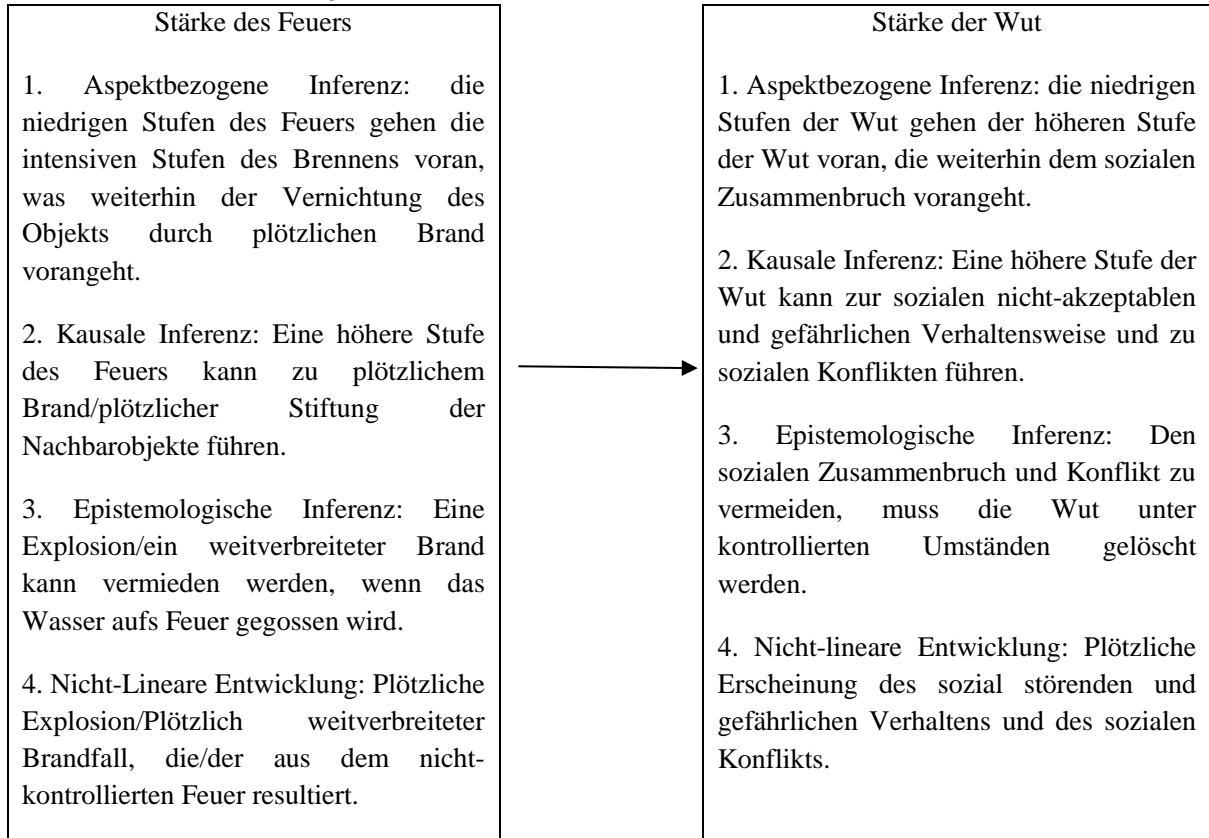 Stärke des Feuers
1. Aspektbezogene Inferenz: die
niedrigen Stufen des Feuers gehen die
intensiven Stufen des Brennens voran,
was weiterhin der Vernichtung des
Objekts durch plötzlichen Brand
vorangeht.
2. Kausale Inferenz: Eine höhere Stufe
des Feuers kann zu plötzlichem
Brand/plötzlicher Stiftung der
Nachbarobjekte führen.
3. Epistemologische Inferenz: Eine
Explosion/ein weitverbreiteter Brand
kann vermieden werden, wenn das
Wasser aufs Feuer gegossen wird.
4. Nicht-Lineare Entwicklung: Plötzliche
Explosion/Plötzlich weitverbreiteter
Brandfall, die/der aus dem nicht-
kontrollierten Feuer resultiert.
Stärke der Wut
1. Aspektbezogene Inferenz: die niedrigen
Stufen der Wut gehen der höheren Stufe
der Wut voran, die weiterhin dem sozialen
Zusammenbruch vorangeht.
2. Kausale Inferenz: Eine höhere Stufe der
Wut kann zur sozialen nicht-akzeptablen
und gefährlichen Verhaltensweise und zu
sozialen Konflikten führen.
3. Epistemologische Inferenz: Den
sozialen Zusammenbruch und Konflikt zu
vermeiden, muss die Wut unter
kontrollierten Umständen gelöscht
werden.
4. Nicht-lineare Entwicklung: Plötzliche
Erscheinung des sozial störenden und
gefährlichen Verhaltens und des sozialen
Konflikts.